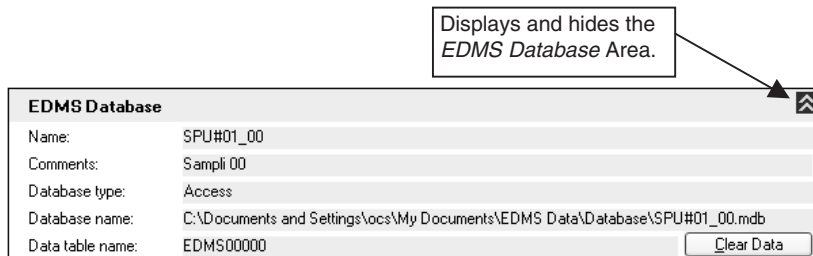 Displays and hides the
EDMS Database Area.
EDMS Database
Name: SPU#01_00
Comments: Sampli 00
Database type: Access
Database name: C:\Documents and Settings\ocs\My Documents\EDMS Data\Database\SPU#01_00.mdb
Data table name: EDMS00000 Clear Data